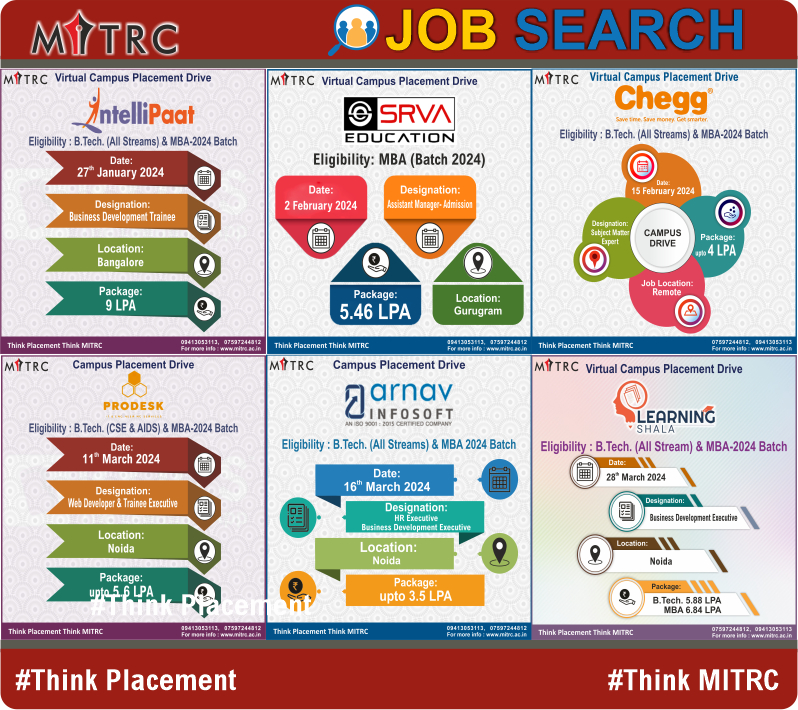 MITRC
JOB SEARCH
MITRC Virtual Campus Placement Drive
IntelliPaat
Eligibility : B.Tech. (All Streams) & MBA-2024 Batch
Date:
27th January 2024
Designation:
Business Development Trainee
Location:
Bangalore
Package:
9 LPA
Think Placement Think MITRC
09413053113, 07597244812
For more info : www.mitrc.ac.in
MITRC Virtual Campus Placement Drive
SRVA
EDUCATION
Eligibility: MBA (Batch 2024)
Date:
2 February 2024
Designation:
Assistant Manager- Admission
Package:
5.46 LPA
Location:
Gurugram
Think Placement Think MITRC
09413053113, 07597244812
For more info : www.mitrc.ac.in
MITRC Virtual Campus Placement Drive
Chegg®
Save time. Save money. Get smarter.
Eligibility : B.Tech. (All Streams) & MBA-2024 Batch
Date:
15 February 2024
Designation:
Subject Matter
Expert
CAMPUS
DRIVE
Package:
upto 4 LPA
Job Location:
Remote
Think Placement Think MITRC
07597244812, 09413053113
For more info : www.mitrc.ac.in
MITRC Campus Placement Drive
PRODESK
Eligibility : B.Tech. (CSE & AIDS) & MBA-2024 Batch
Date:
11th March 2024
Designation:
Web Developer & Trainee Executive
Location:
Noida
Package:
upto 5.6 LPA
#Think Placement
Think Placement Think MITRC
09413053113, 07597244812
For more info : www.mitrc.ac.in
MITRC Campus Placement Drive
arnav
INFOSOFT
AN ISO 9001 : 2015 CERTIFIED COMPANY
Eligibility : B.Tech. (All Streams) & MBA 2024 Batch
Date:
16th March 2024
Designation:
HR Executive
Business Development Executive
Location:
Noida
Package:
upto 3.5 LPA
Think Placement Think MITRC
09413053113, 07597244812
For more info : www.mitrc.ac.in
MITRC Virtual Campus Placement Drive
LEARNING
SHALA
Eligibility : B.Tech. (All Stream) & MBA-2024 Batch
Date:
28th March 2024
Designation:
Business Development Executive
Location:
Noida
Package:
B.Tech. 5.88 LPA
MBA 6.84 LPA
Think Placement Think MITRC
07597244812, 09413053113
For more info : www.mitrc.ac.in
#Think Placement
#Think MITRC